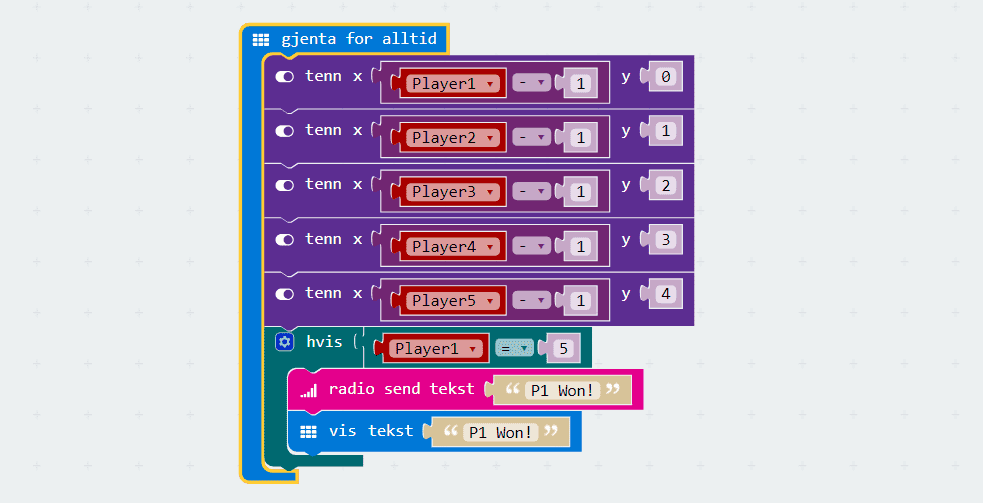 gjenta for alltid
tenn x Player1 - 1 y 0
tenn x Player2 - 1 y 1
tenn x Player3 - 1 y 2
tenn x Player4 - 1 y 3
tenn x Player5 - 1 y 4
hvis Player1 = 5
radio send tekst “ P1 Won! ”
vis tekst “ P1 Won! ”